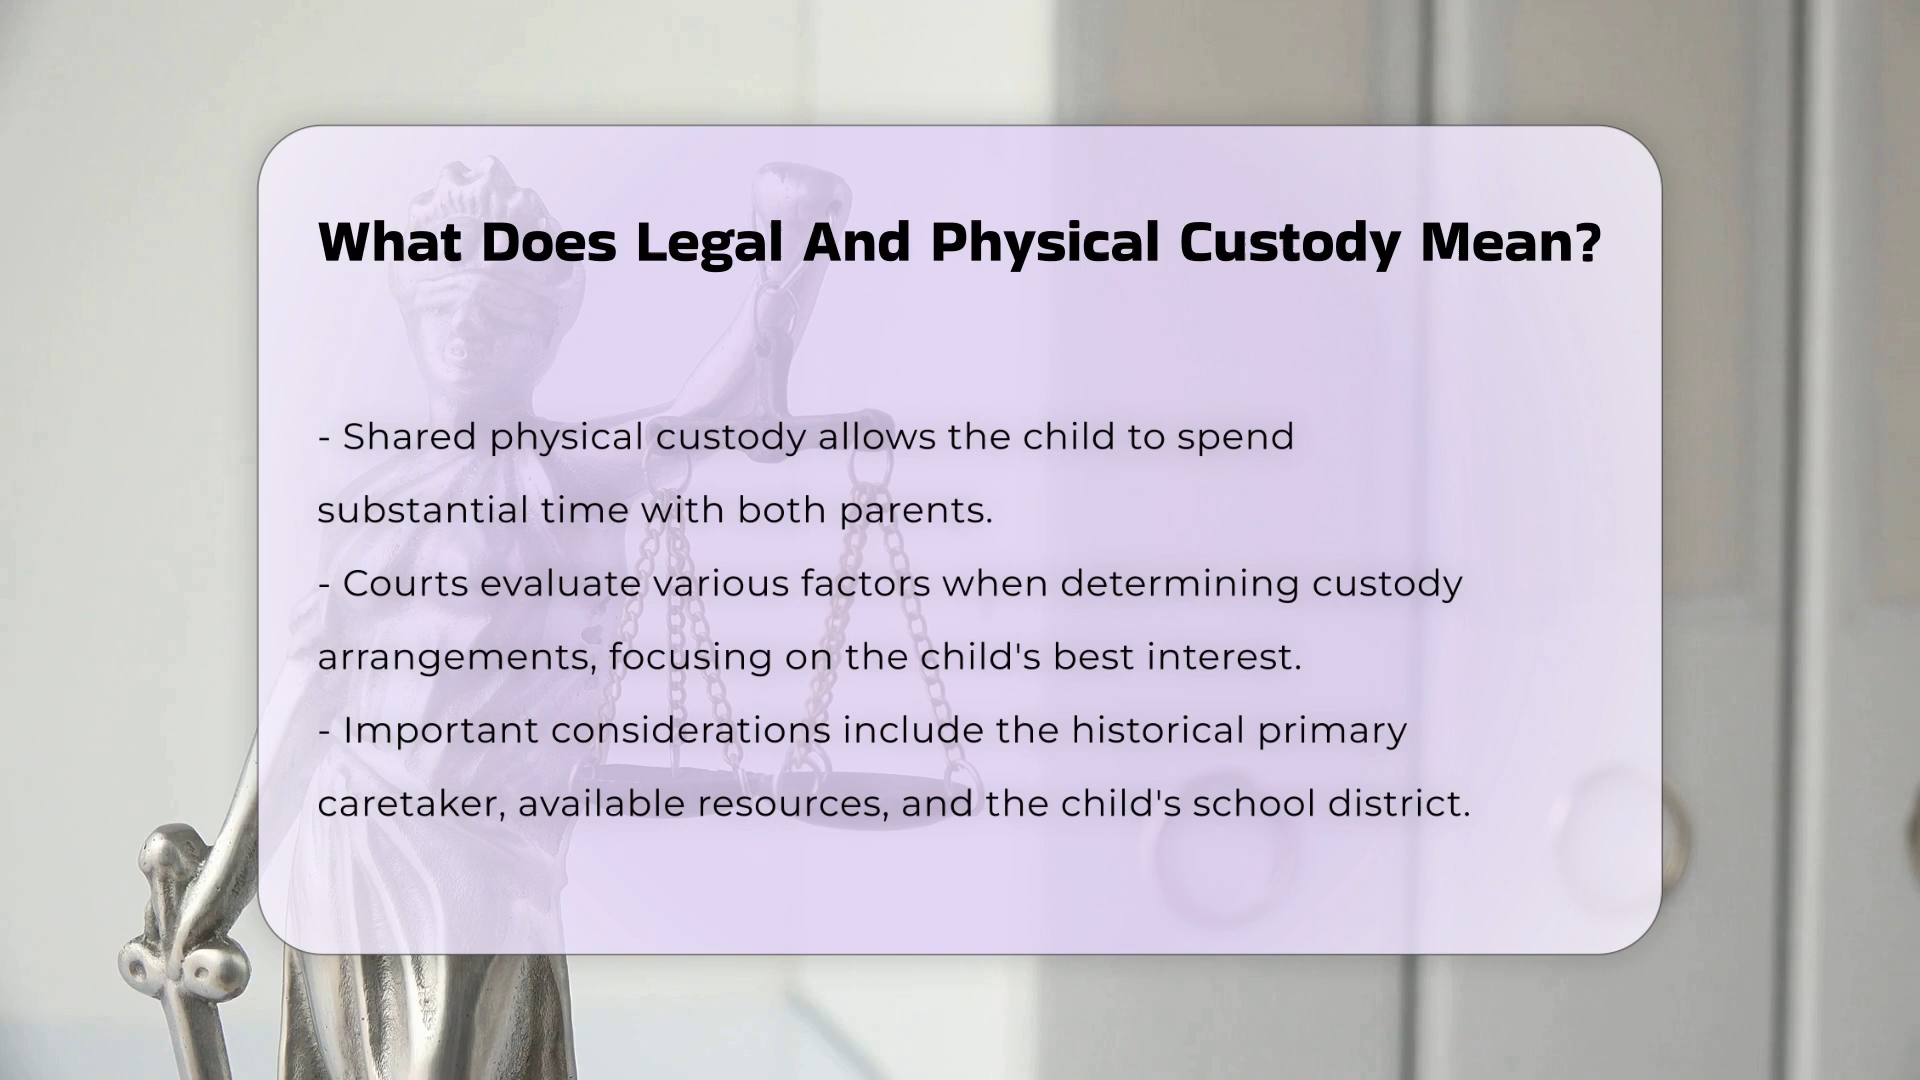 What Does Legal And Physical Custody Mean?
- Shared physical custody allows the child to spend
substantial time with both parents.
- Courts evaluate various factors when determining custody
arrangements, focusing on the child's best interest.
- Important considerations include the historical primary
caretaker, available resources, and the child's school district.